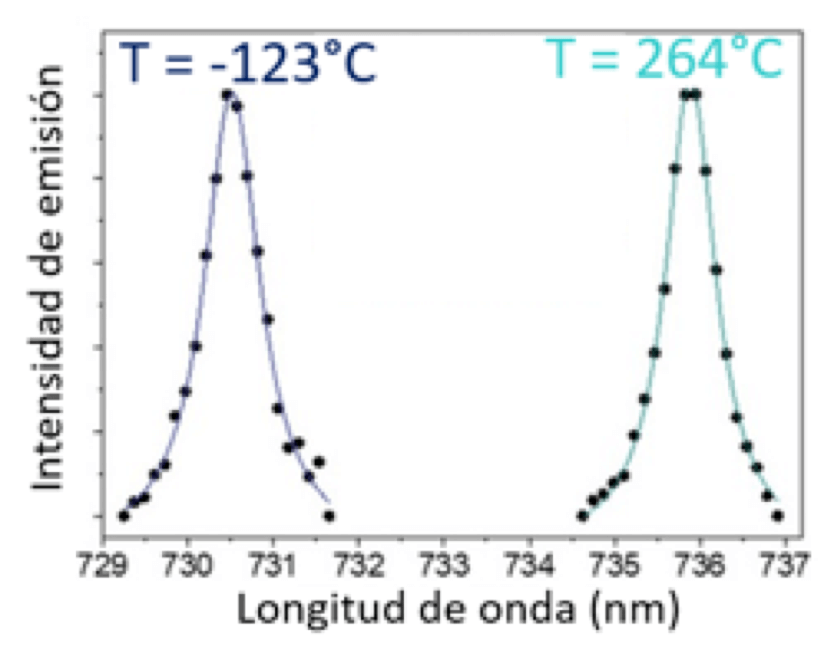 T = -123°C
T = 264°C
Intensidad de emisión
729 730 731 732 733 734 735 736 737
Longitud de onda (nm)